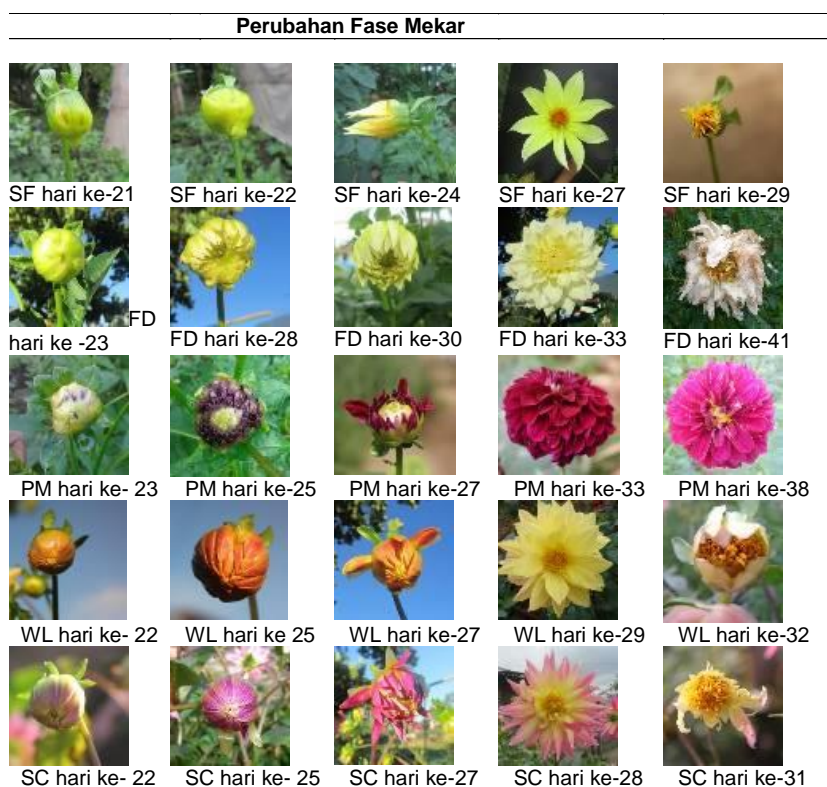 Perubahan Fase Mekar
SF hari ke-21 SF hari ke-22 SF hari ke-24 SF hari ke-27 SF hari ke-29
FD
hari ke -23 FD hari ke-28 FD hari ke-30 FD hari ke-33 FD hari ke-41
PM hari ke- 23 PM hari ke-25 PM hari ke-27 PM hari ke-33 PM hari ke-38
WL hari ke- 22 WL hari ke 25 WL hari ke-27 WL hari ke-29 WL hari ke-32
SC hari ke- 22 SC hari ke- 25 SC hari ke-27 SC hari ke-28 SC hari ke-31